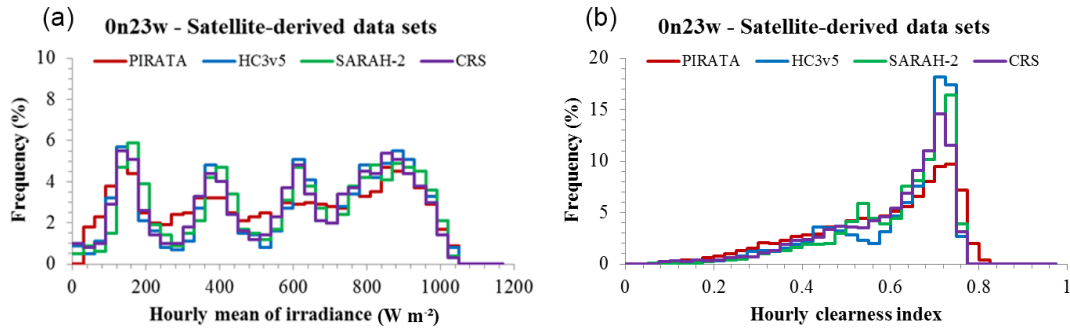 (a)
0n23w - Satellite-derived data sets
PIRATA HC3v5 SARAH-2 CRS
Frequency (%)
10
8
6
4
2
0
0 200 400 600 800 1000 1200
Hourly mean of irradiance (W m⁻²)
(b)
0n23w - Satellite-derived data sets
PIRATA HC3v5 SARAH-2 CRS
Frequency (%)
20
15
10
5
0
0 0.2 0.4 0.6 0.8 1
Hourly clearness index